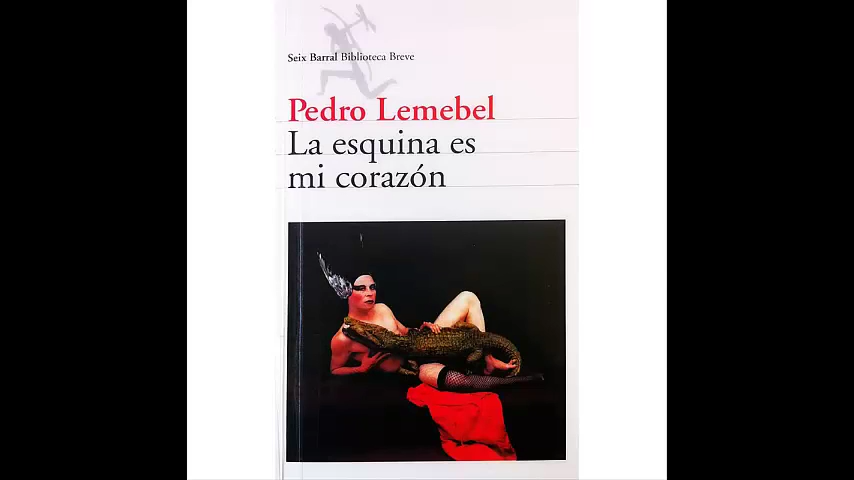 Seix Barral Biblioteca Breve
Pedro Lemebel
La esquina es
mi corazón